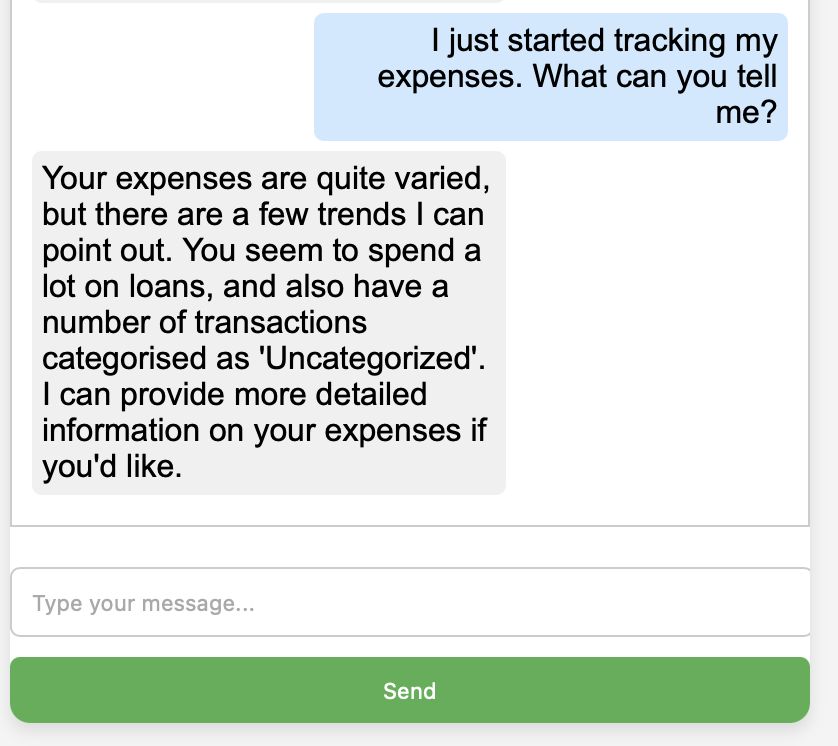 I just started tracking my
expenses. What can you tell
me?
Your expenses are quite varied,
but there are a few trends I can
point out. You seem to spend a
lot on loans, and also have a
number of transactions
categorised as 'Uncategorized'.
I can provide more detailed
information on your expenses if
you'd like.
Type your message...
Send